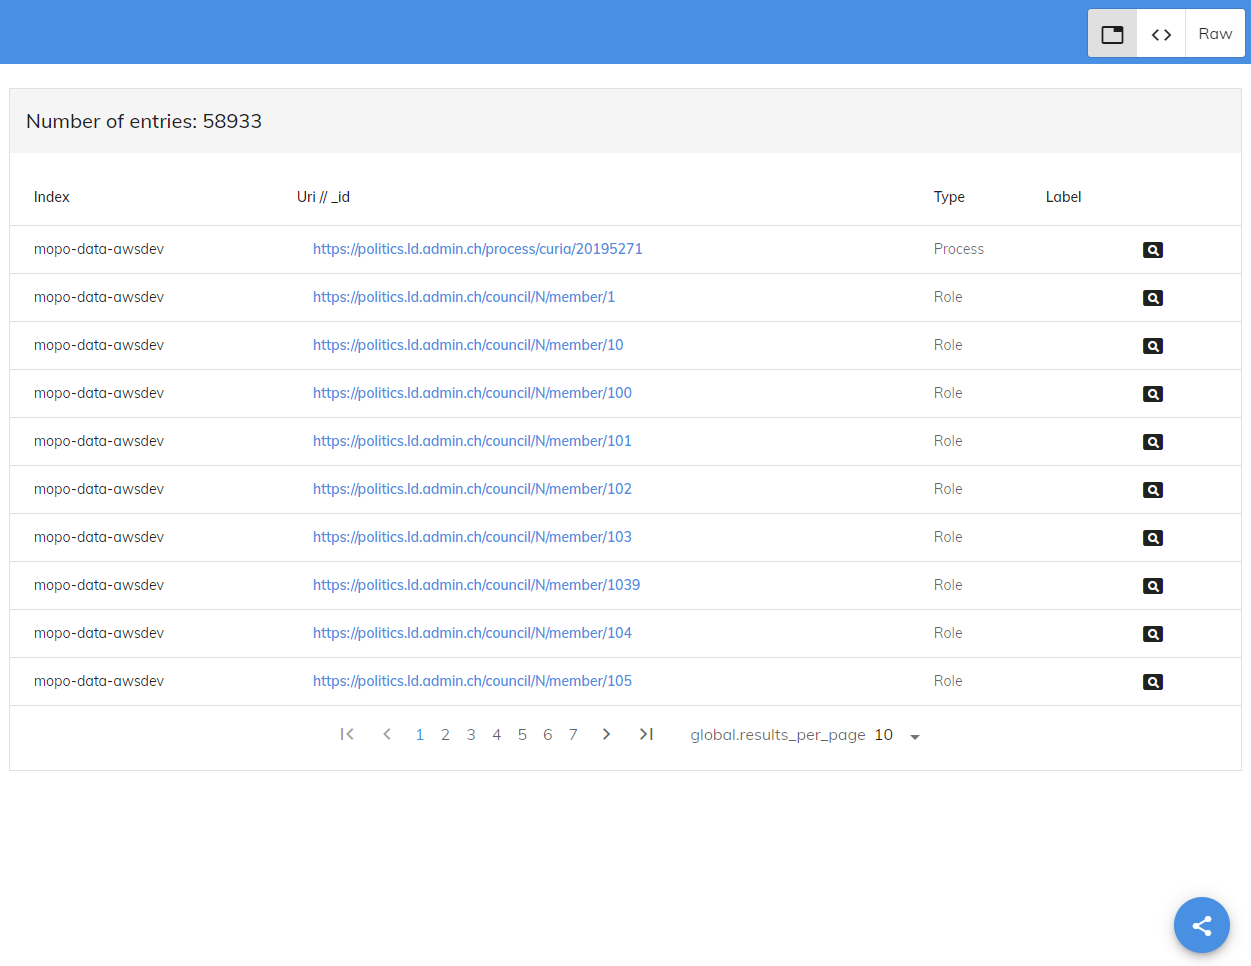 Raw
Number of entries: 58933
Index Uri // _id Type Label
mopo-data-awsdev https://politics.ld.admin.ch/process/curia/20195271 Process
mopo-data-awsdev https://politics.ld.admin.ch/council/N/member/1 Role
mopo-data-awsdev https://politics.ld.admin.ch/council/N/member/10 Role
mopo-data-awsdev https://politics.ld.admin.ch/council/N/member/100 Role
mopo-data-awsdev https://politics.ld.admin.ch/council/N/member/101 Role
mopo-data-awsdev https://politics.ld.admin.ch/council/N/member/102 Role
mopo-data-awsdev https://politics.ld.admin.ch/council/N/member/103 Role
mopo-data-awsdev https://politics.ld.admin.ch/council/N/member/1039 Role
mopo-data-awsdev https://politics.ld.admin.ch/council/N/member/104 Role
mopo-data-awsdev https://politics.ld.admin.ch/council/N/member/105 Role
1 2 3 4 5 6 7 global.results_per_page 10